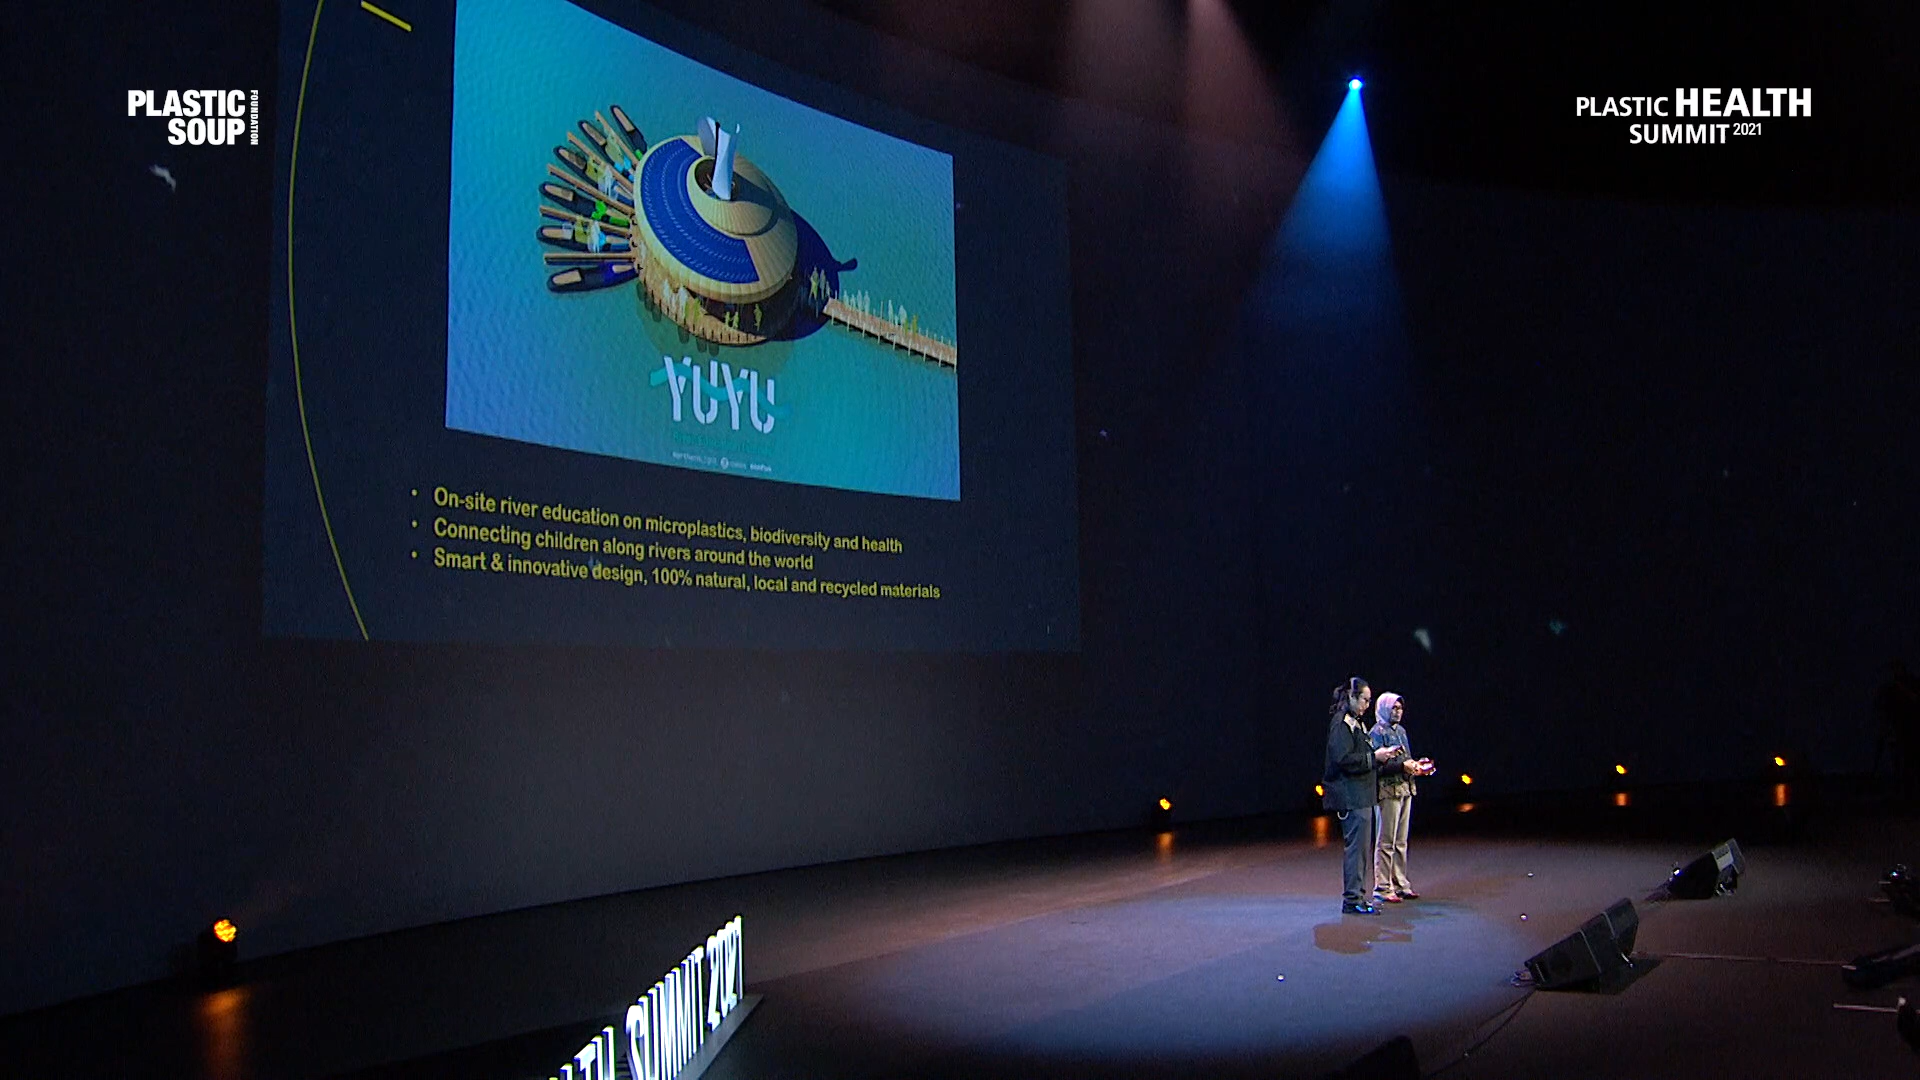 PLASTIC
SOUP
FOUNDATION
PLASTIC HEALTH
SUMMIT 2021
YUYU
• On-site river education on microplastics, biodiversity and health
• Connecting children along rivers around the world
• Smart & innovative design, 100% natural, local and recycled materials
SUMMIT 2021